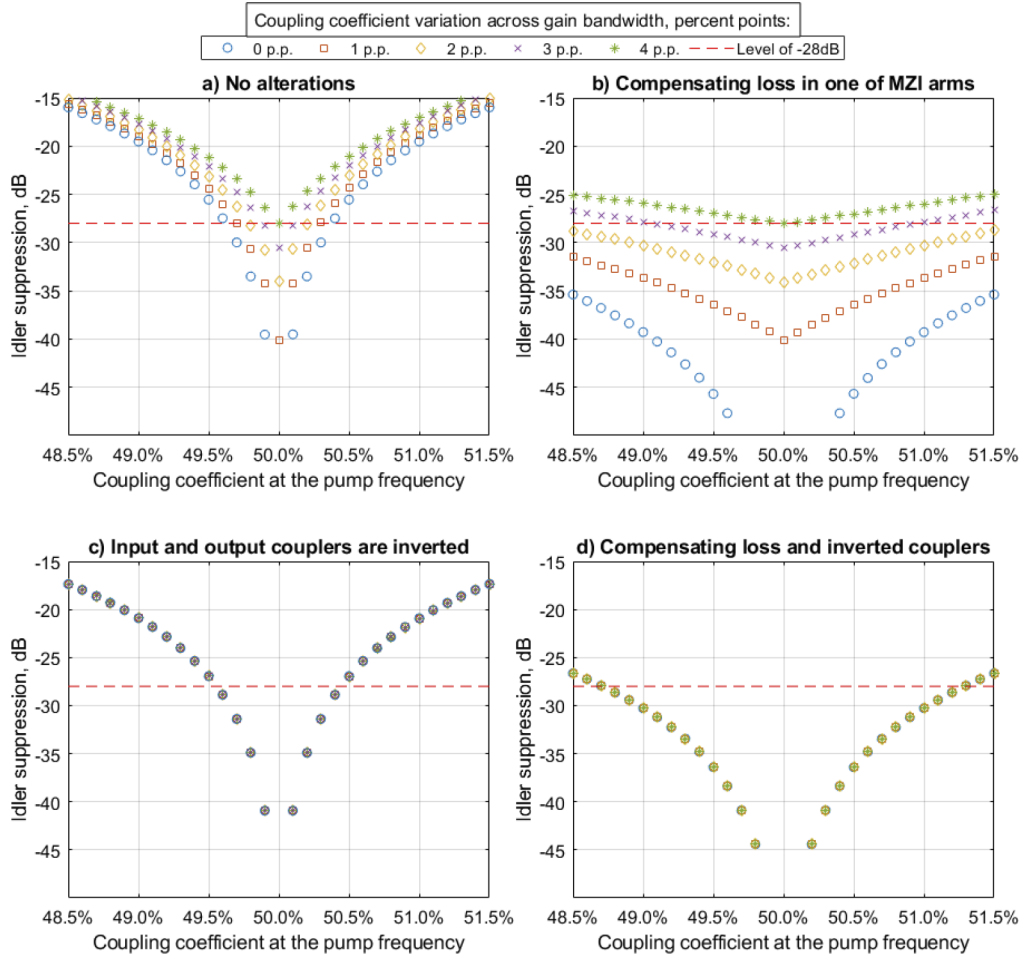 Coupling coefficient variation across gain bandwidth, percent points:
0 p.p. 1 p.p. 2 p.p. 3 p.p. 4 p.p. Level of -28dB
a) No alterations
-15
-20
-25
-30
-35
-40
-45
Idler suppression, dB
48.5% 49.0% 49.5% 50.0% 50.5% 51.0% 51.5%
Coupling coefficient at the pump frequency
b) Compensating loss in one of MZI arms
-15
-20
-25
-30
-35
-40
-45
Idler suppression, dB
48.5% 49.0% 49.5% 50.0% 50.5% 51.0% 51.5%
Coupling coefficient at the pump frequency
c) Input and output couplers are inverted
-15
-20
-25
-30
-35
-40
-45
Idler suppression, dB
48.5% 49.0% 49.5% 50.0% 50.5% 51.0% 51.5%
Coupling coefficient at the pump frequency
d) Compensating loss and inverted couplers
-15
-20
-25
-30
-35
-40
-45
Idler suppression, dB
48.5% 49.0% 49.5% 50.0% 50.5% 51.0% 51.5%
Coupling coefficient at the pump frequency